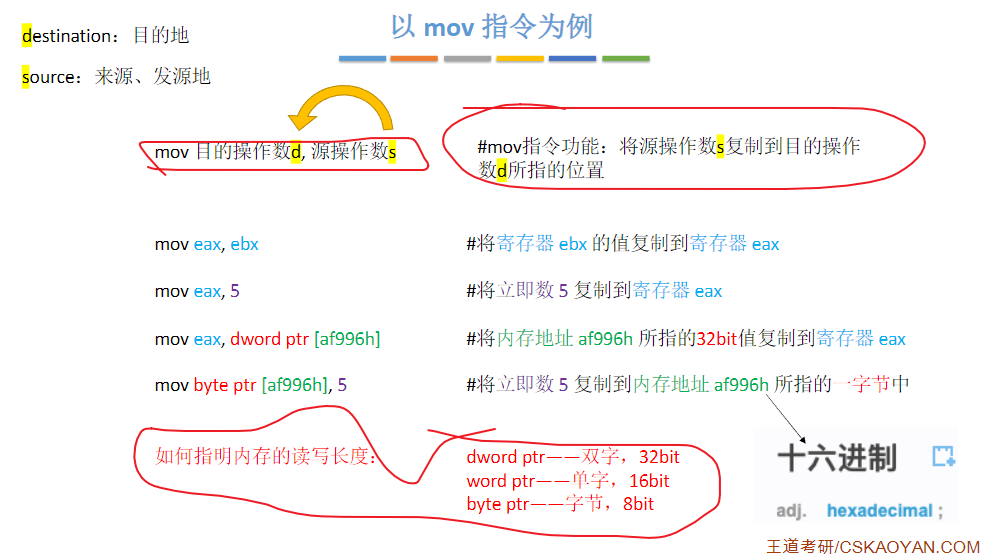 以 mov 指令为例
destination：目的地
source：来源、发源地
mov 目的操作数d, 源操作数s
#mov指令功能：将源操作数s复制到目的操作
数d所指的位置
mov eax, ebx
#将寄存器 ebx 的值复制到寄存器 eax
mov eax, 5
#将立即数 5 复制到寄存器 eax
mov eax, dword ptr [af996h]
#将内存地址 af996h 所指的32bit值复制到寄存器 eax
mov byte ptr [af996h], 5
#将立即数 5 复制到内存地址 af996h 所指的一字节中
如何指明内存的读写长度：
dword ptr——双字，32bit
word ptr——单字，16bit
byte ptr——字节，8bit
十六进制
adj. hexadecimal ;
王道考研/CSKAOYAN.COM